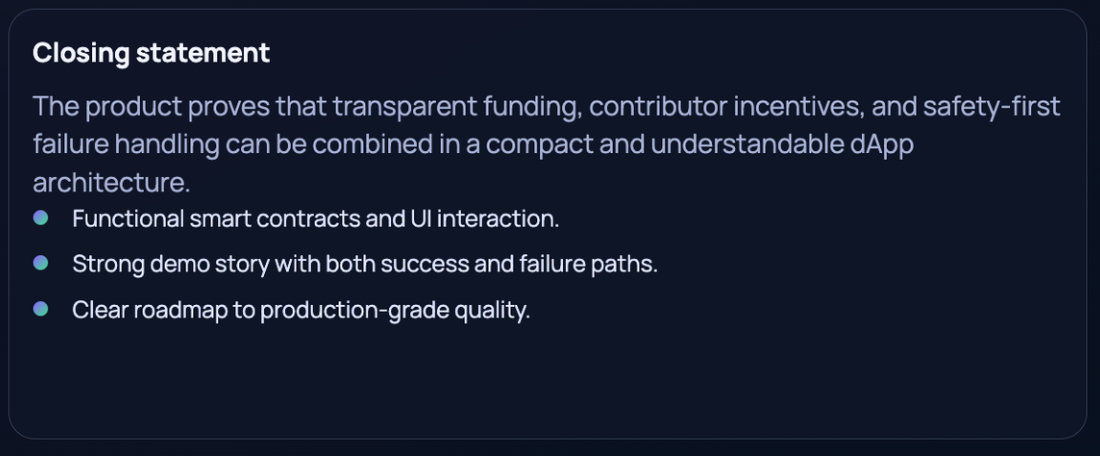 Closing statement
The product proves that transparent funding, contributor incentives, and safety-first
failure handling can be combined in a compact and understandable dApp
architecture.
Functional smart contracts and UI interaction.
Strong demo story with both success and failure paths.
Clear roadmap to production-grade quality.